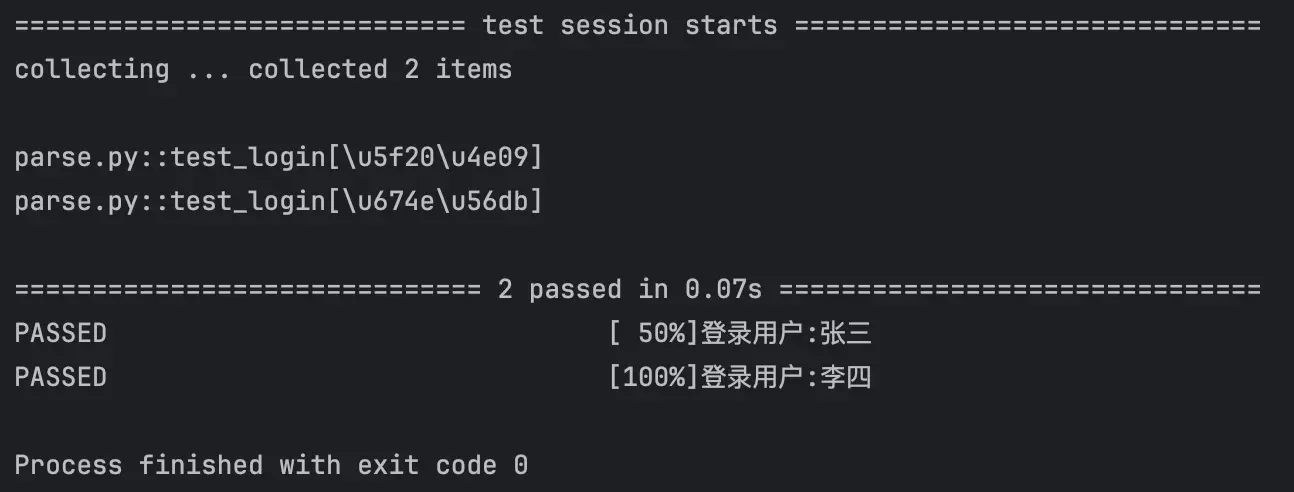 ============================= test session starts ==============================
collecting ... collected 2 items
parse.py::test_login[\u5f20\u4e09]
parse.py::test_login[\u674e\u56db]
============================== 2 passed in 0.07s ===============================
PASSED                                [ 50%]登录用户:张三
PASSED                                [100%]登录用户:李四
Process finished with exit code 0